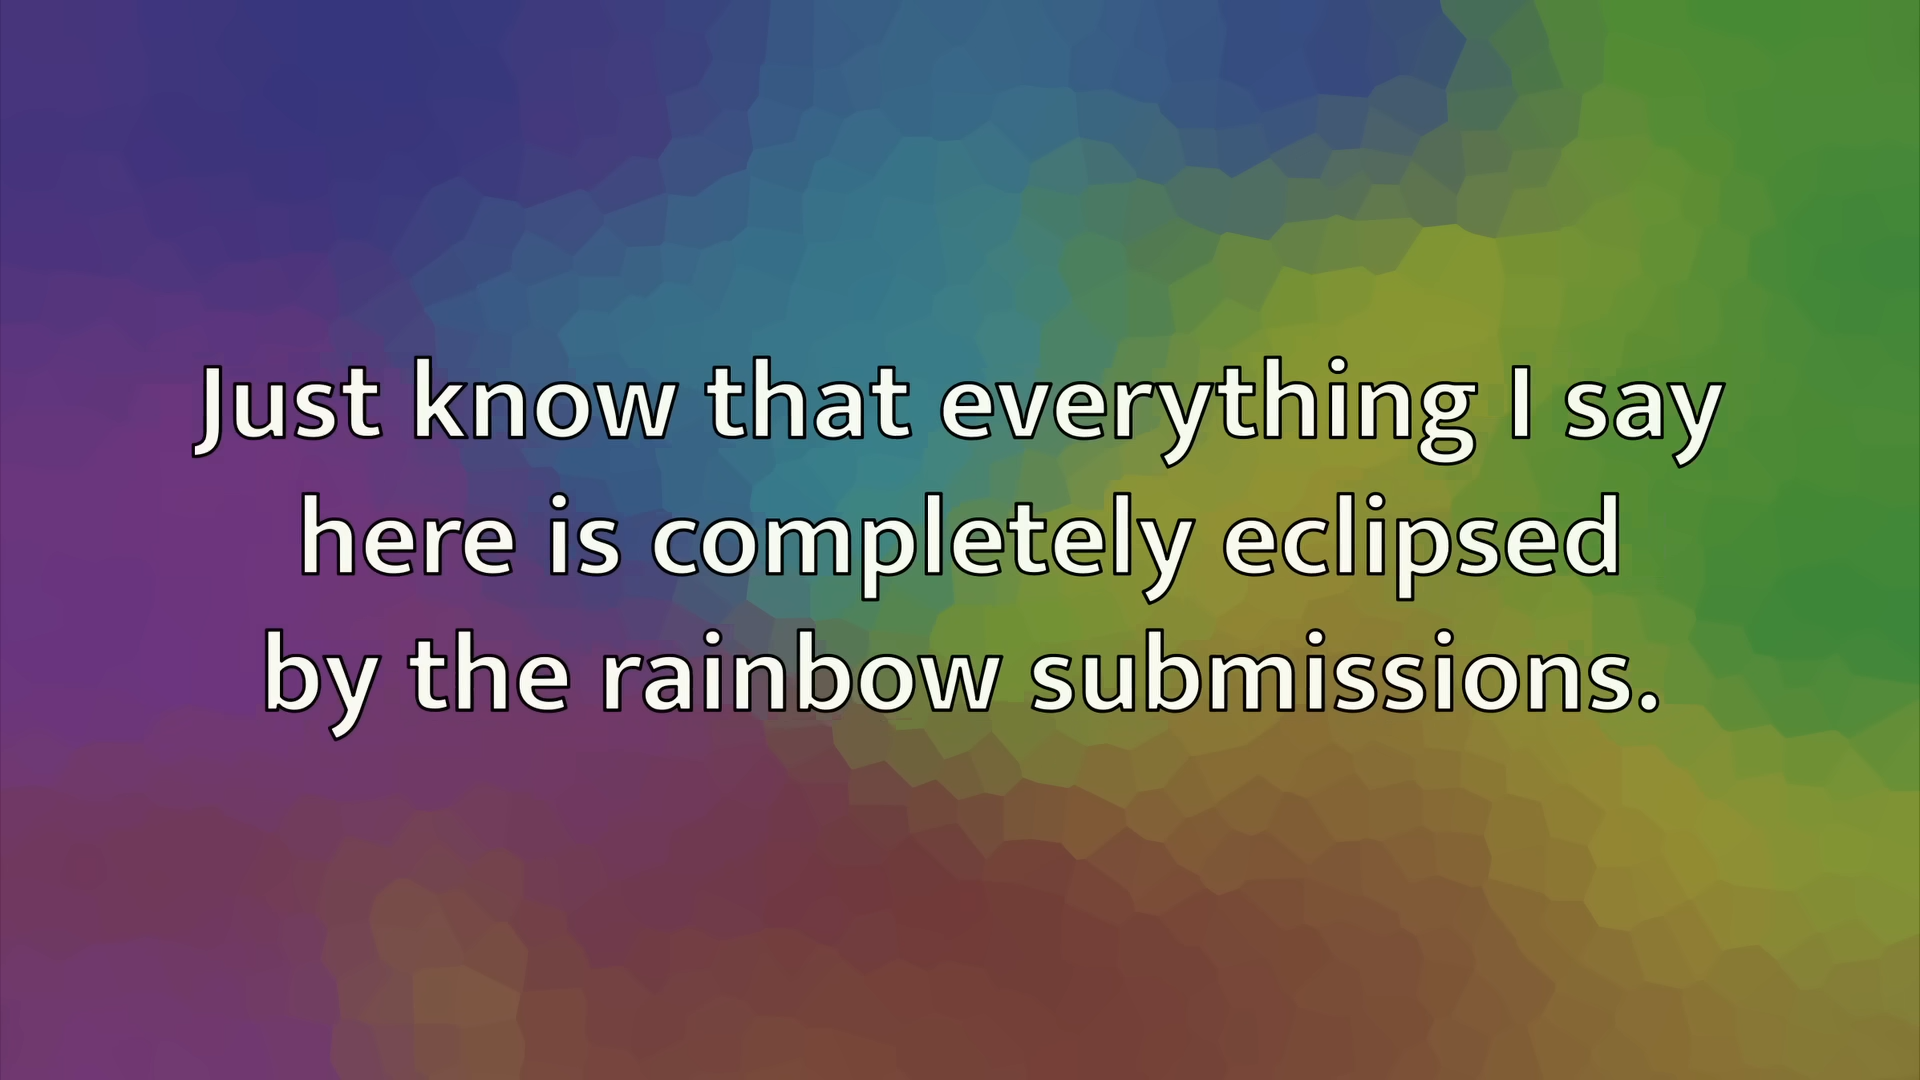 Just know that everything I say
here is completely eclipsed
by the rainbow submissions.